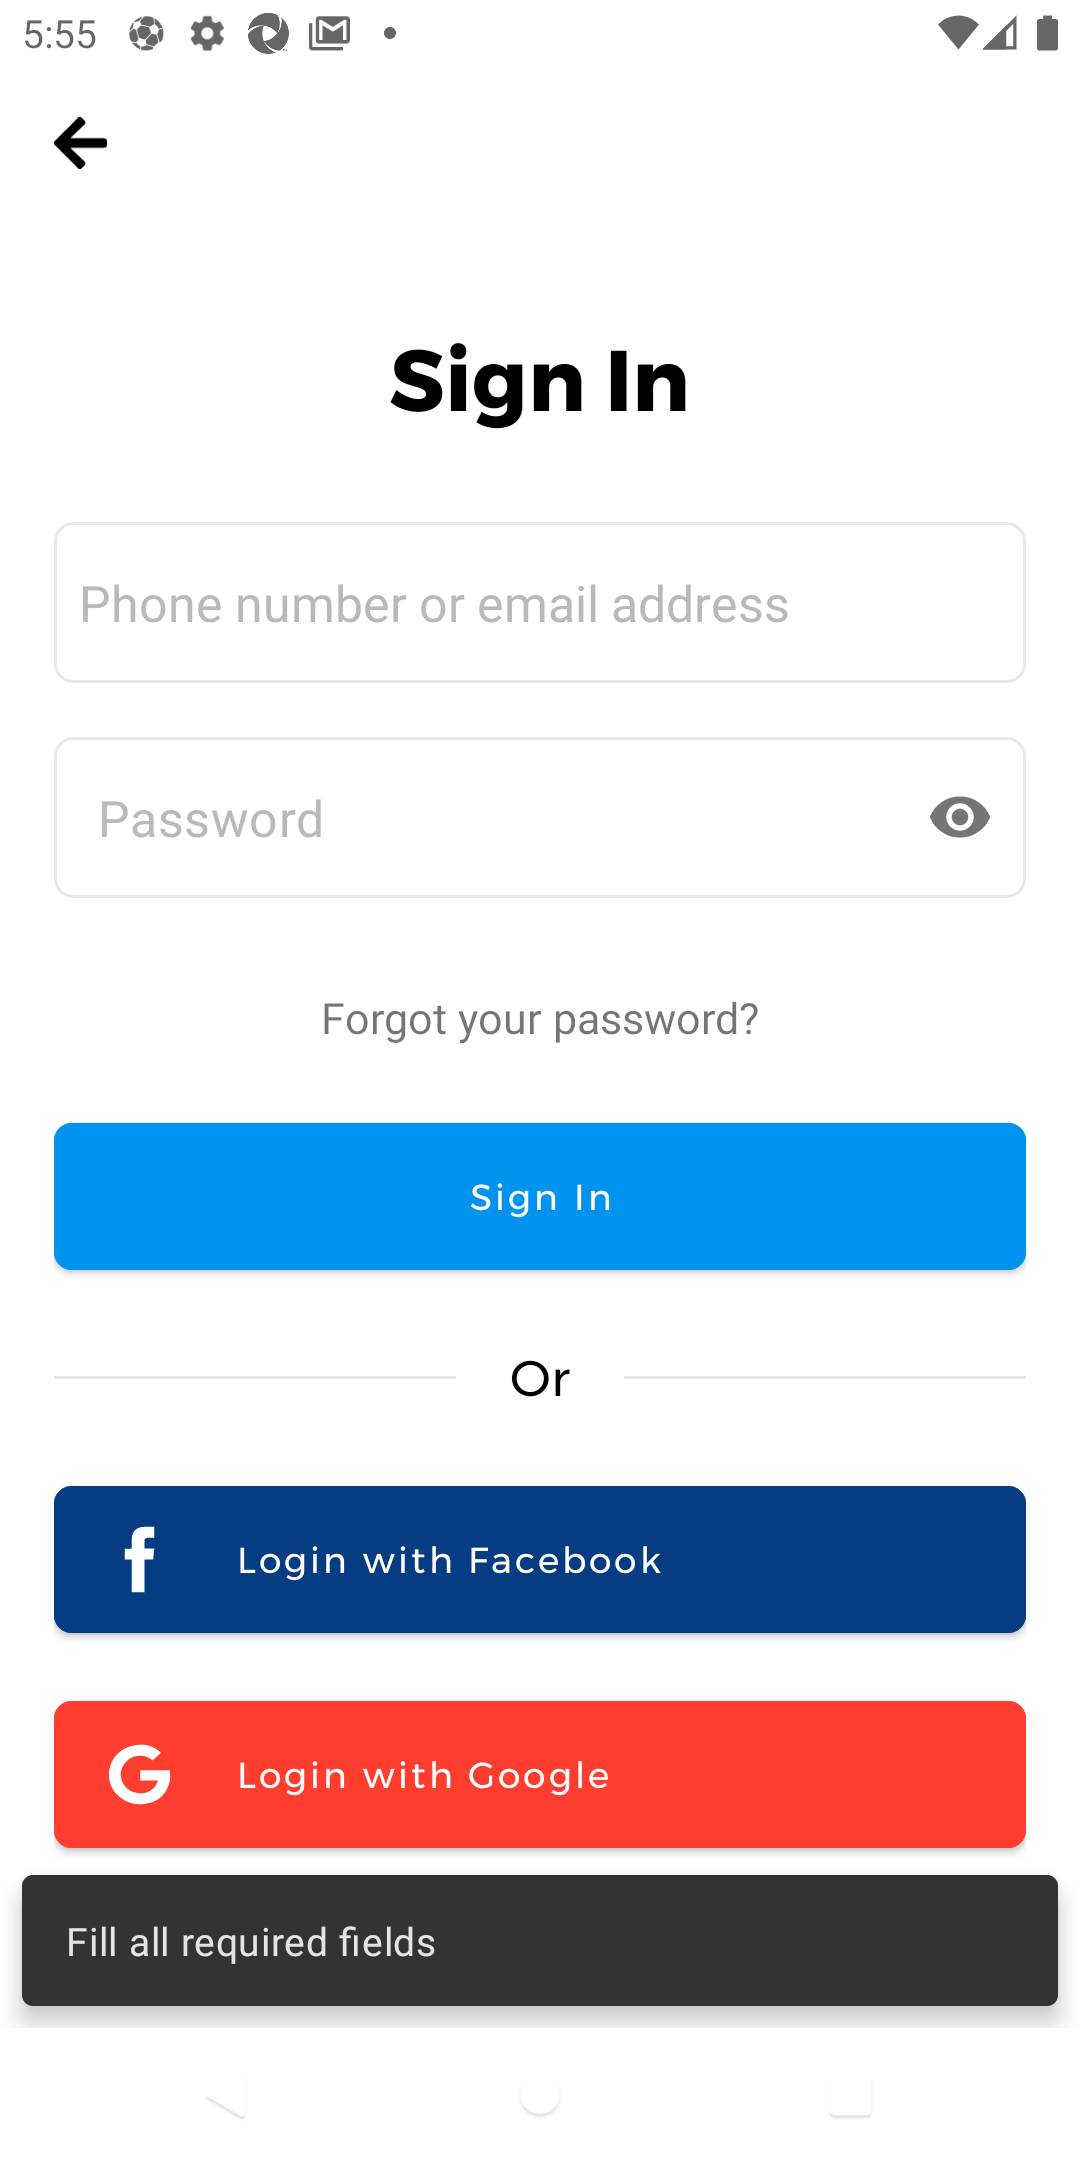 5:55
Sign In
Phone number or email address
Password
Forgot your password?
Sign In
Or
Login with Facebook
Login with Google
Fill all required fields